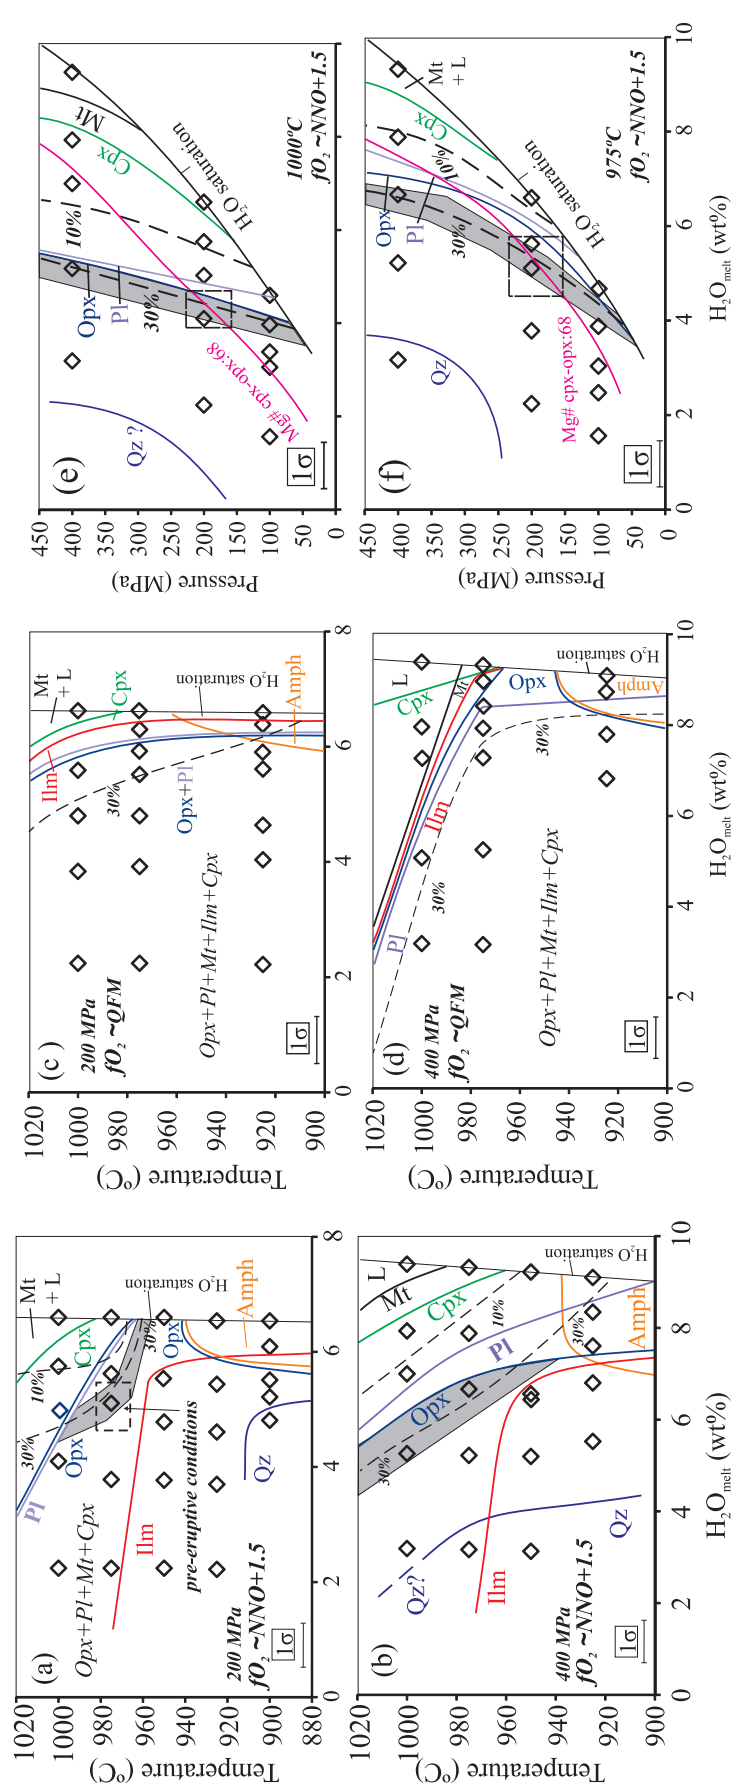 (a)
Opx+Pl+Mt+Cpx
Mt
+ L
Cpx
10%
30%
Pl
Opx
30%
Opx
H₂O saturation
Amph
Ilm
pre-eruptive conditions
Qz
200 MPa
fO₂ ~NNO+1.5
1σ
Temperature (ºC)
1020
1000
980
960
940
920
900
880
0
2
4
6
8
(b)
L
Mt
Cpx
10%
Pl
Opx
30%
30%
H₂O saturation
Amph
Qz?
Ilm
Qz
400 MPa
fO₂ ~NNO+1.5
1σ
Temperature (ºC)
1020
1000
980
960
940
920
900
0
2
4
6
8
10
H₂Omelt (wt%)
(c)
200 MPa
fO₂ ~QFM
Mt
+ L
Cpx
Ilm
30%
H₂O saturation
Amph
Opx+Pl
Opx+Pl+Mt+Ilm+Cpx
1σ
Temperature (ºC)
1020
1000
980
960
940
920
900
0
2
4
6
8
(d)
400 MPa
fO₂ ~QFM
L
Cpx
Mt
Opx
H₂O saturation
Amph
Ilm
Pl
30%
30%
Opx+Pl+Mt+Ilm+Cpx
1σ
Temperature (ºC)
1020
1000
980
960
940
920
900
0
2
4
6
8
10
H₂Omelt (wt%)
(e)
Mt
Cpx
10%
H₂O saturation
Opx
Pl
30%
Mg# cpx-opx:68
Qz ?
1000ºC
fO₂ ~NNO+1.5
1σ
Pressure (MPa)
450
400
350
300
250
200
150
100
50
0
(f)
Mt
+ L
Cpx
10%
H₂O saturation
Opx
Pl
30%
Mg# cpx-opx:68
Qz
975ºC
fO₂ ~NNO+1.5
1σ
Pressure (MPa)
450
400
350
300
250
200
150
100
50
0
0
2
4
6
8
10
H₂Omelt (wt%)